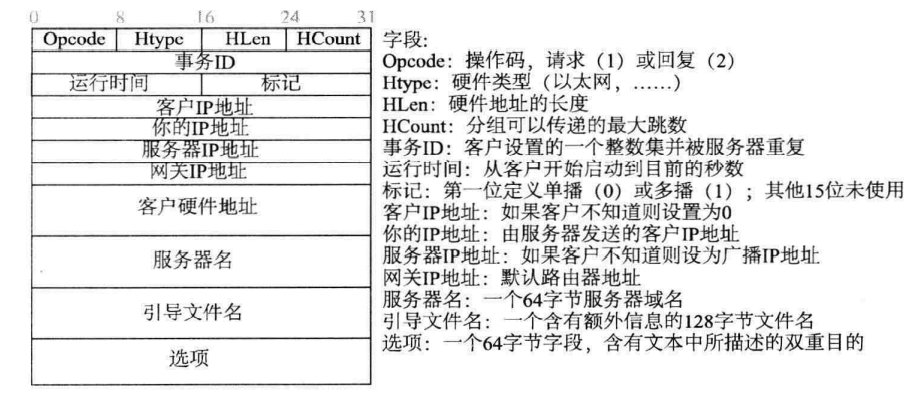 0 8 16 24 31
Opcode Htype HLen HCount
事务ID
运行时间 标记
客户IP地址
你的IP地址
服务器IP地址
网关IP地址
客户硬件地址
服务器名
引导文件名
选项
字段:
Opcode: 操作码, 请求（1）或回复（2）
Htype: 硬件类型（以太网, ……）
HLen: 硬件地址的长度
HCount: 分组可以传递的最大跳数
事务ID: 客户设置的一个整数集并被服务器重复
运行时间: 从客户开始启动到目前的秒数
标记: 第一位定义单播（0）或多播（1）; 其他15位未使用
客户IP地址: 如果客户不知道则设置为0
你的IP地址: 由服务器发送的客户IP地址
服务器IP地址: 如果客户不知道则设为广播IP地址
网关IP地址: 默认路由器地址
服务器名: 一个64字节服务器域名
引导文件名: 一个含有额外信息的128字节文件名
选项: 一个64字节字段, 含有文本中所描述的双重目的